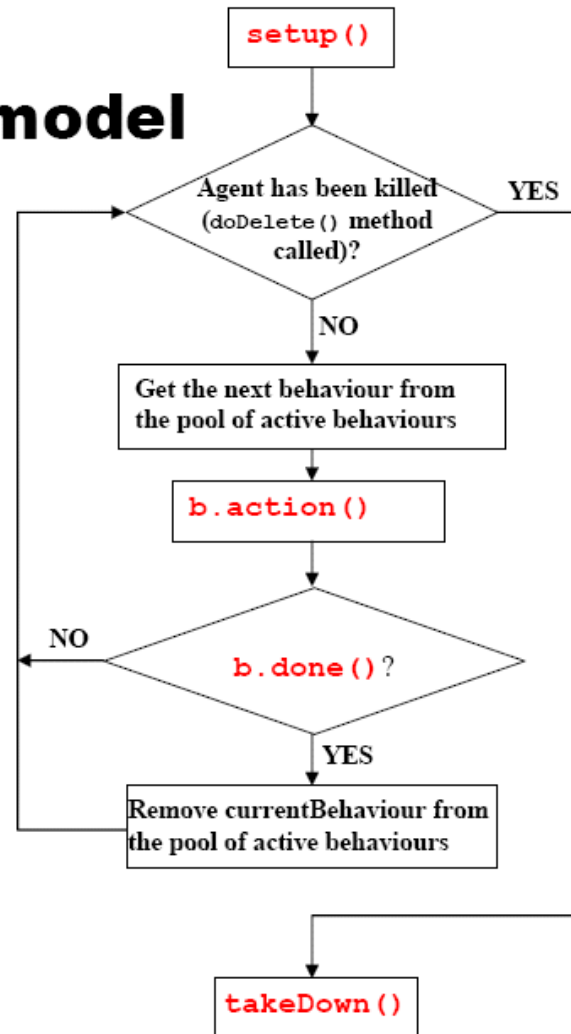 setup()
model
Agent has been killed
(doDelete() method
called)?
YES
NO
Get the next behaviour from
the pool of active behaviours
b.action()
NO
b.done()?
YES
Remove currentBehaviour from
the pool of active behaviours
takeDown()